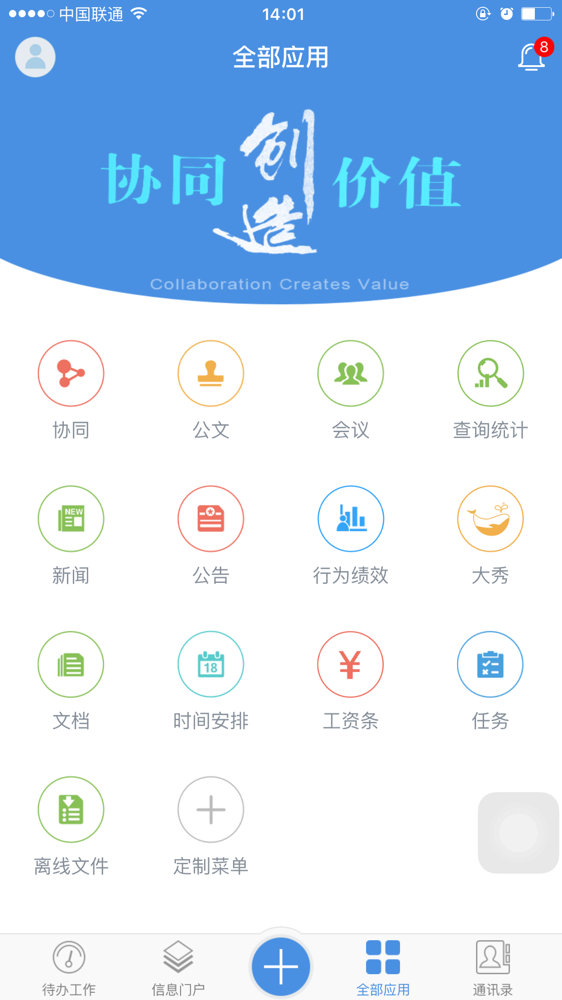 中国联通 14:01
全部应用
8
协同创造价值
Collaboration Creates Value
协同 公文 会议 查询统计
NEW
新闻 公告 行为绩效 大秀
18
¥
文档 时间安排 工资条 任务
离线文件 定制菜单
待办工作 信息门户 全部应用 通讯录